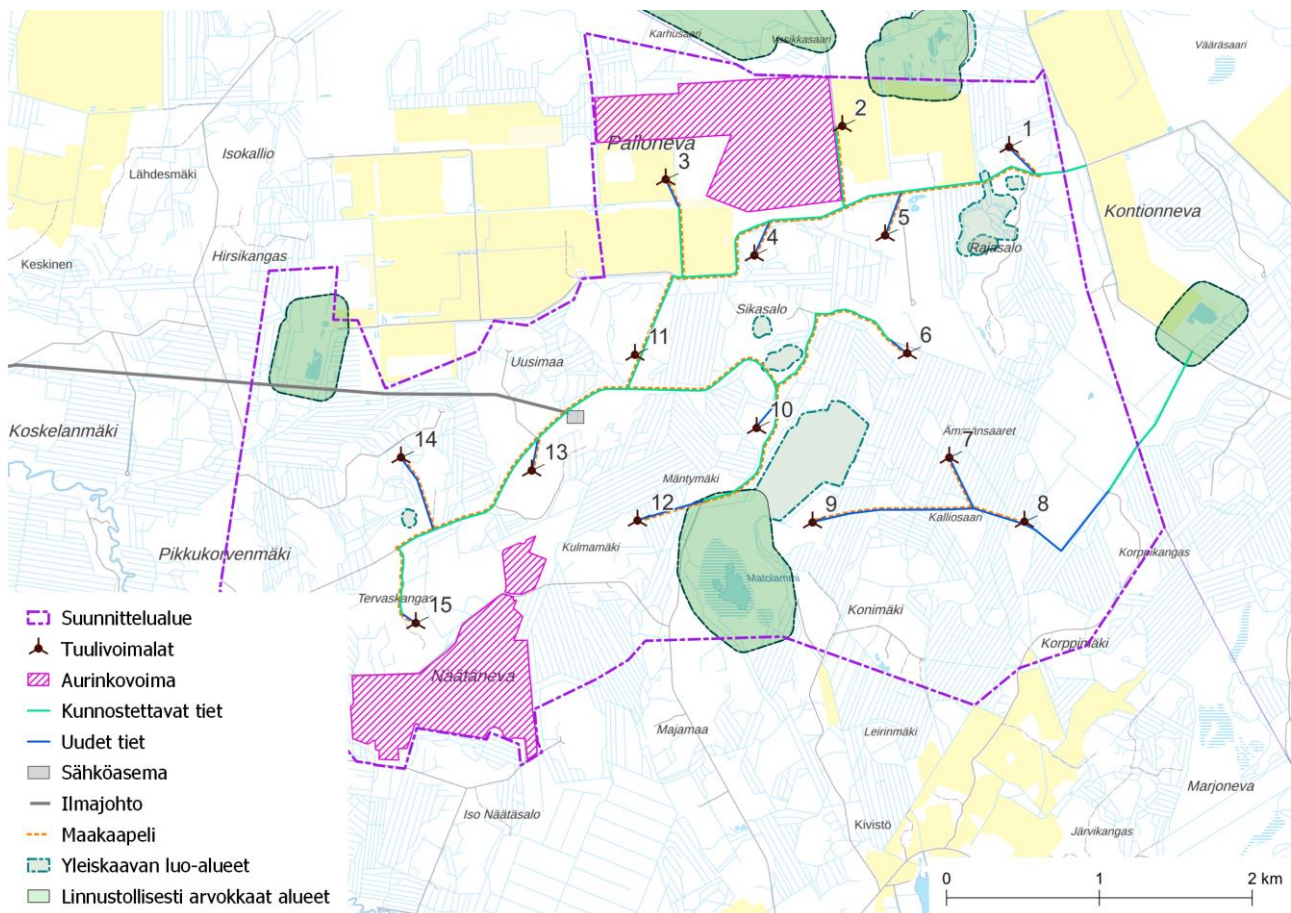 Karhusaari
Vasikkasaari
Vääräsaari
2
1
Pailoneva
Isokallio
3
Lähdesmäki
Kontionneva
5
4
Rajasalo
Hirsikangas
Keskinen
Sikasalo
11
6
Uusimaa
10
Koskelanmäki
Ämmänsaaret
14
13
7
Mäntymäki
12
9
8
Kalliosaari
Kulmamäki
Pikkukorvenmäki
Korppikangas
Matolammi
Tervaskangas
15
Konimäki
Korppimäki
Näätäneva
Majamaa
Leirinmäki
Marjoneva
Iso Näätäsalo
Kivistö
Järvikangas
Suunnittelualue
Tuulivoimalat
Aurinkovoima
Kunnostettavat tiet
Uudet tiet
Sähköasema
Ilmajohto
Maakaapeli
Yleiskaavan luo-alueet
Linnustollisesti arvokkaat alueet
0 1 2 km